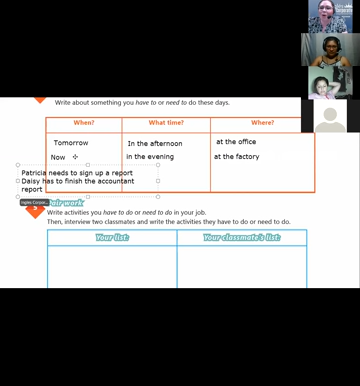 Write about something you have to or need to do these days.
When? What time? Where?
Tomorrow In the afternoon at the office
Now in the evening at the factory
Patricia needs to sign up a report
Daisy has to finish the accountant
report
Pair work
Write activities you have to do or need to do in your job.
Then, interview two classmates and write the activities they have to do or need to do.
Your list: Your classmate's list: